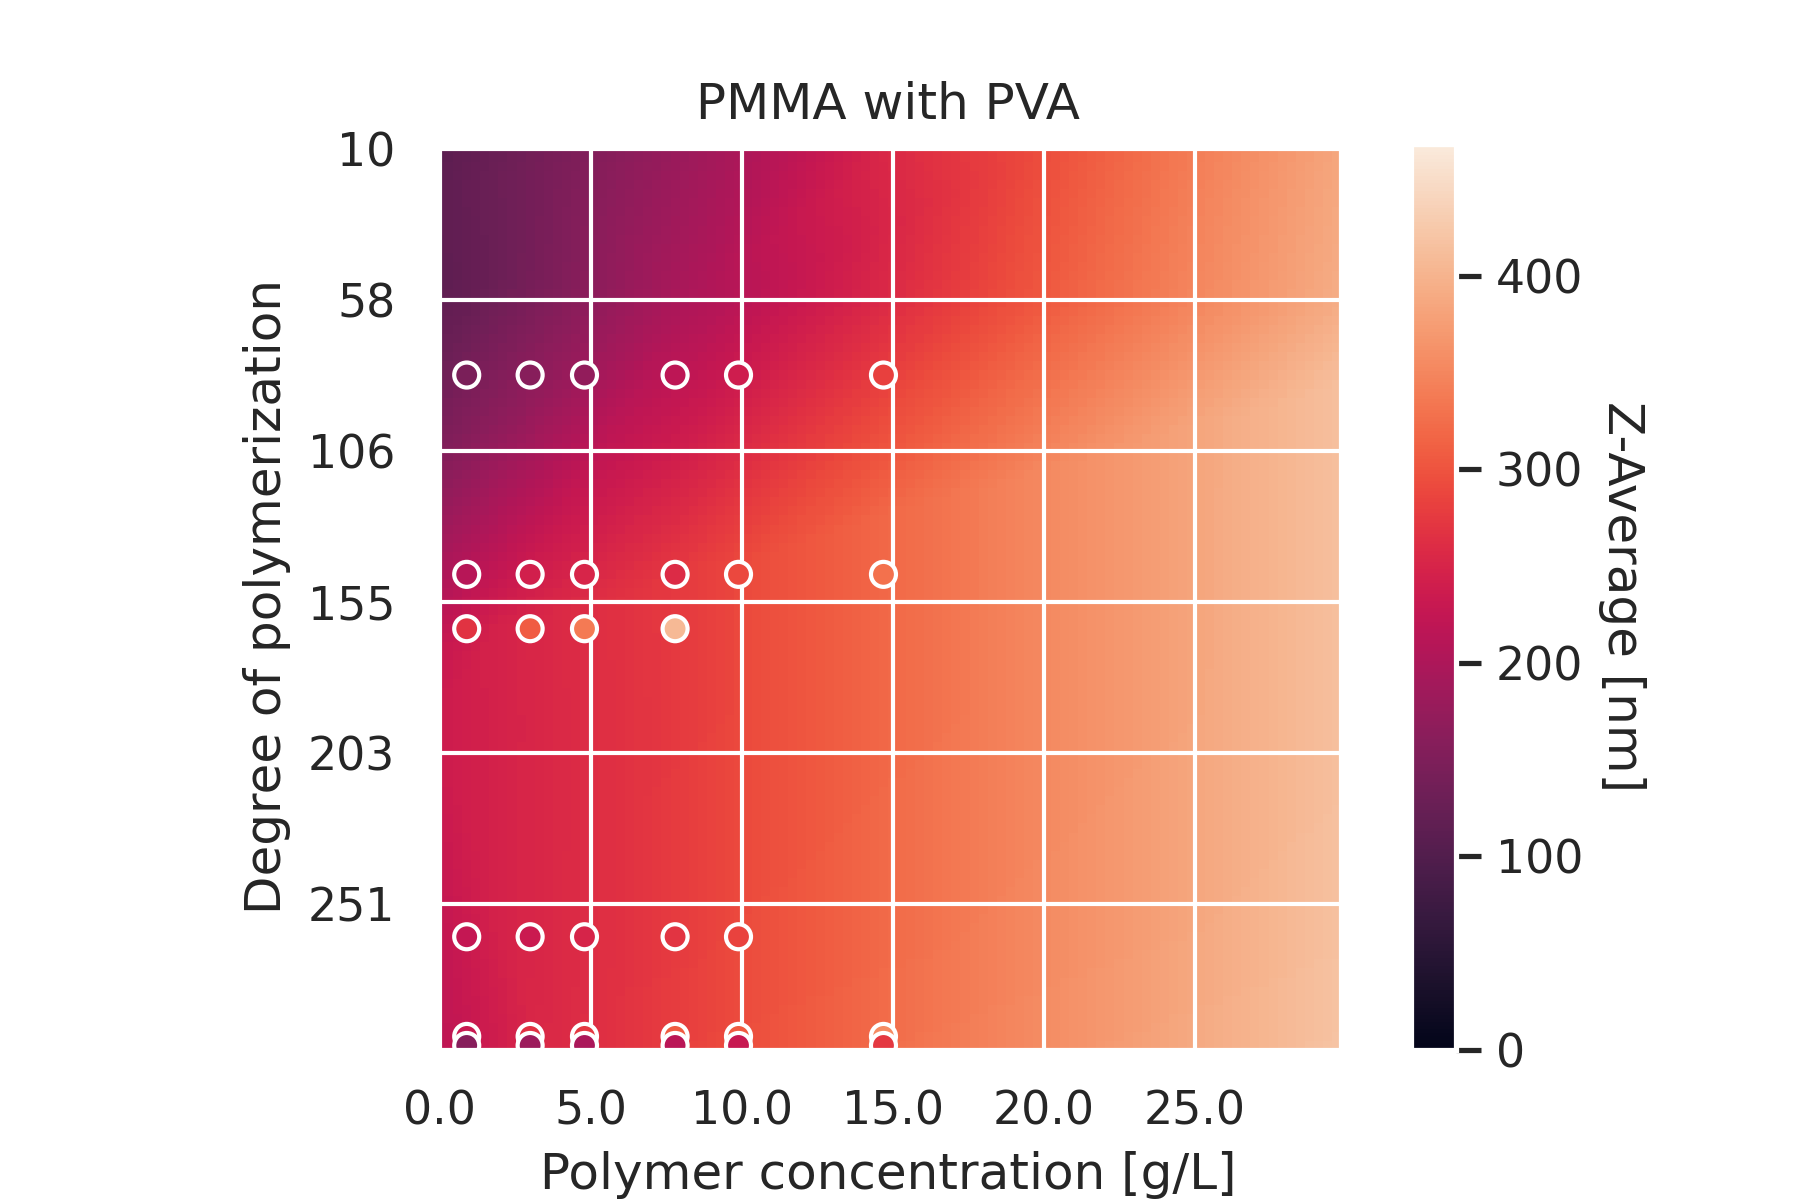 PMMA with PVA
10
58
106
155
203
251
Degree of polymerization
0.0 5.0 10.0 15.0 20.0 25.0
Polymer concentration [g/L]
400
300
200
100
0
Z-Average [nm]